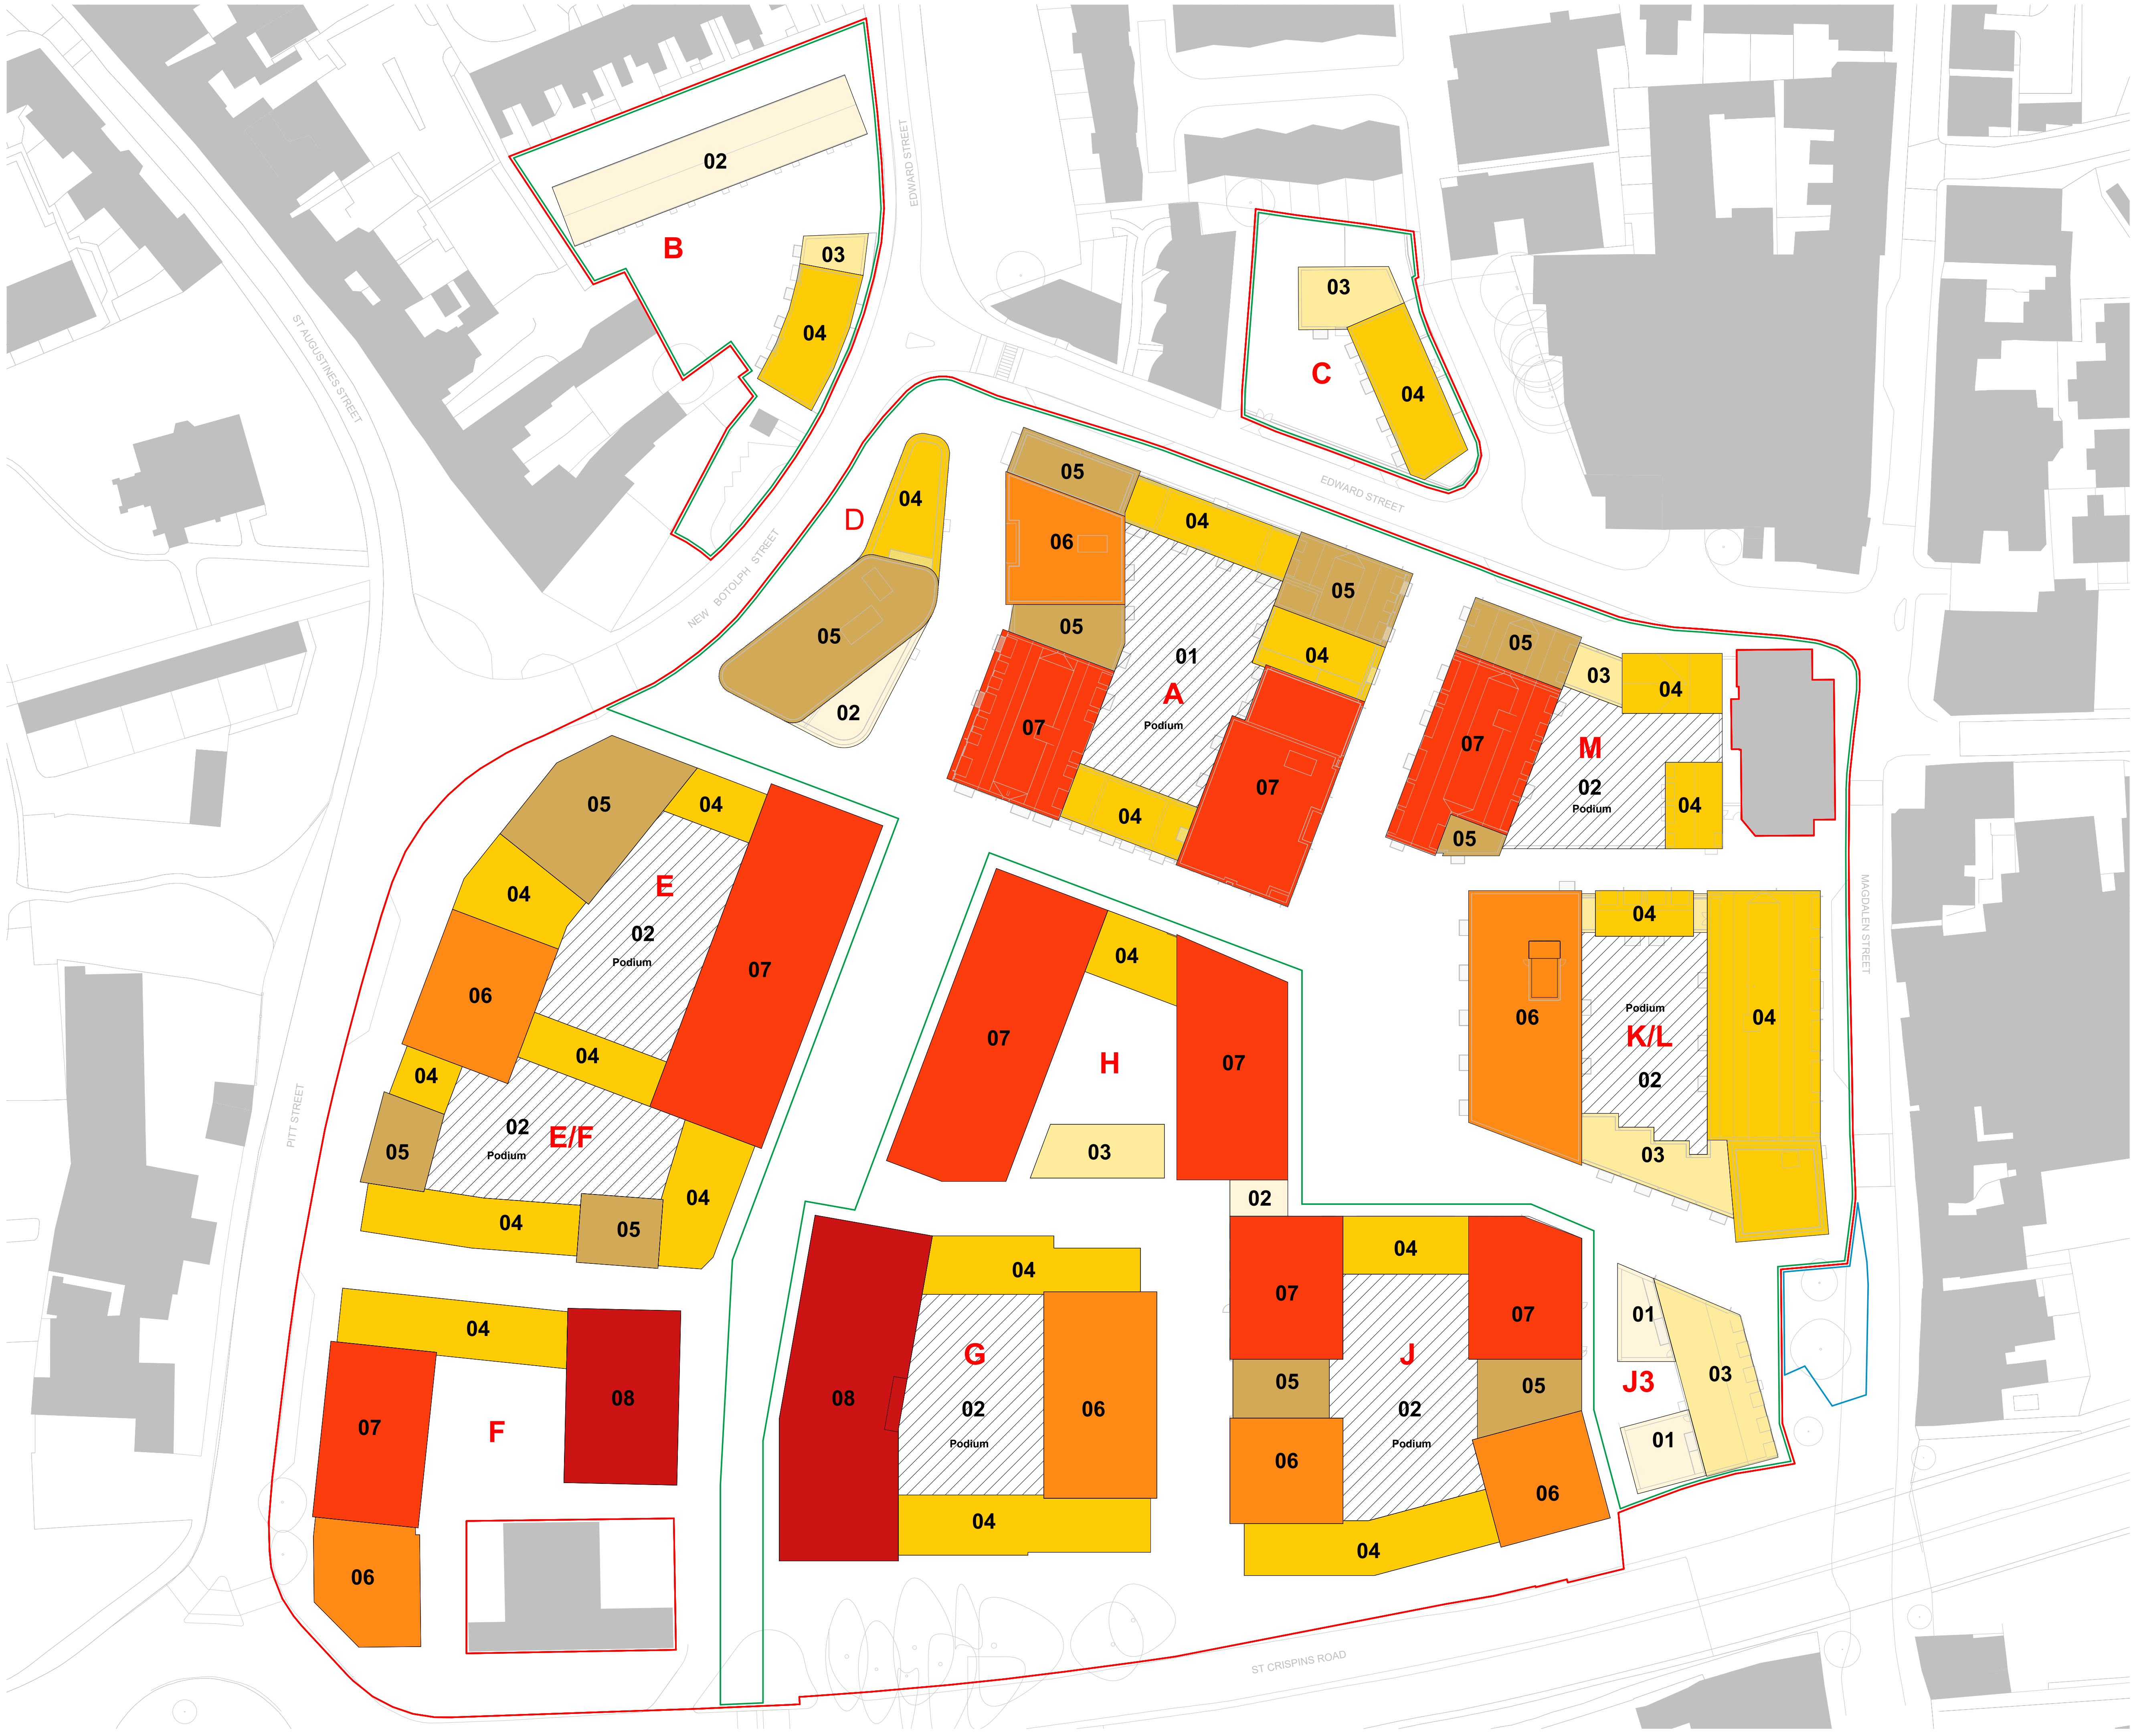 EDWARD STREET
02
B
03
04
03
C
04
EDWARD STREET
ST AUGUSTINES STREET
NEW BOTOLPH STREET
D
04
05
02
05
04
06
05
05
04
01
A
Podium
07
07
04
05
03
04
07
M
02
Podium
04
05
05
04
04
E
02
Podium
07
06
04
04
02
E/F
Podium
05
04
04
05
PITT STREET
07
04
07
H
03
02
04
06
Podium
K/L
02
04
03
MAGDALEN STREET
04
07
08
F
06
04
08
G
02
Podium
06
04
04
07
07
J
05
05
02
Podium
06
06
04
01
03
J3
01
ST CRISPINS ROAD